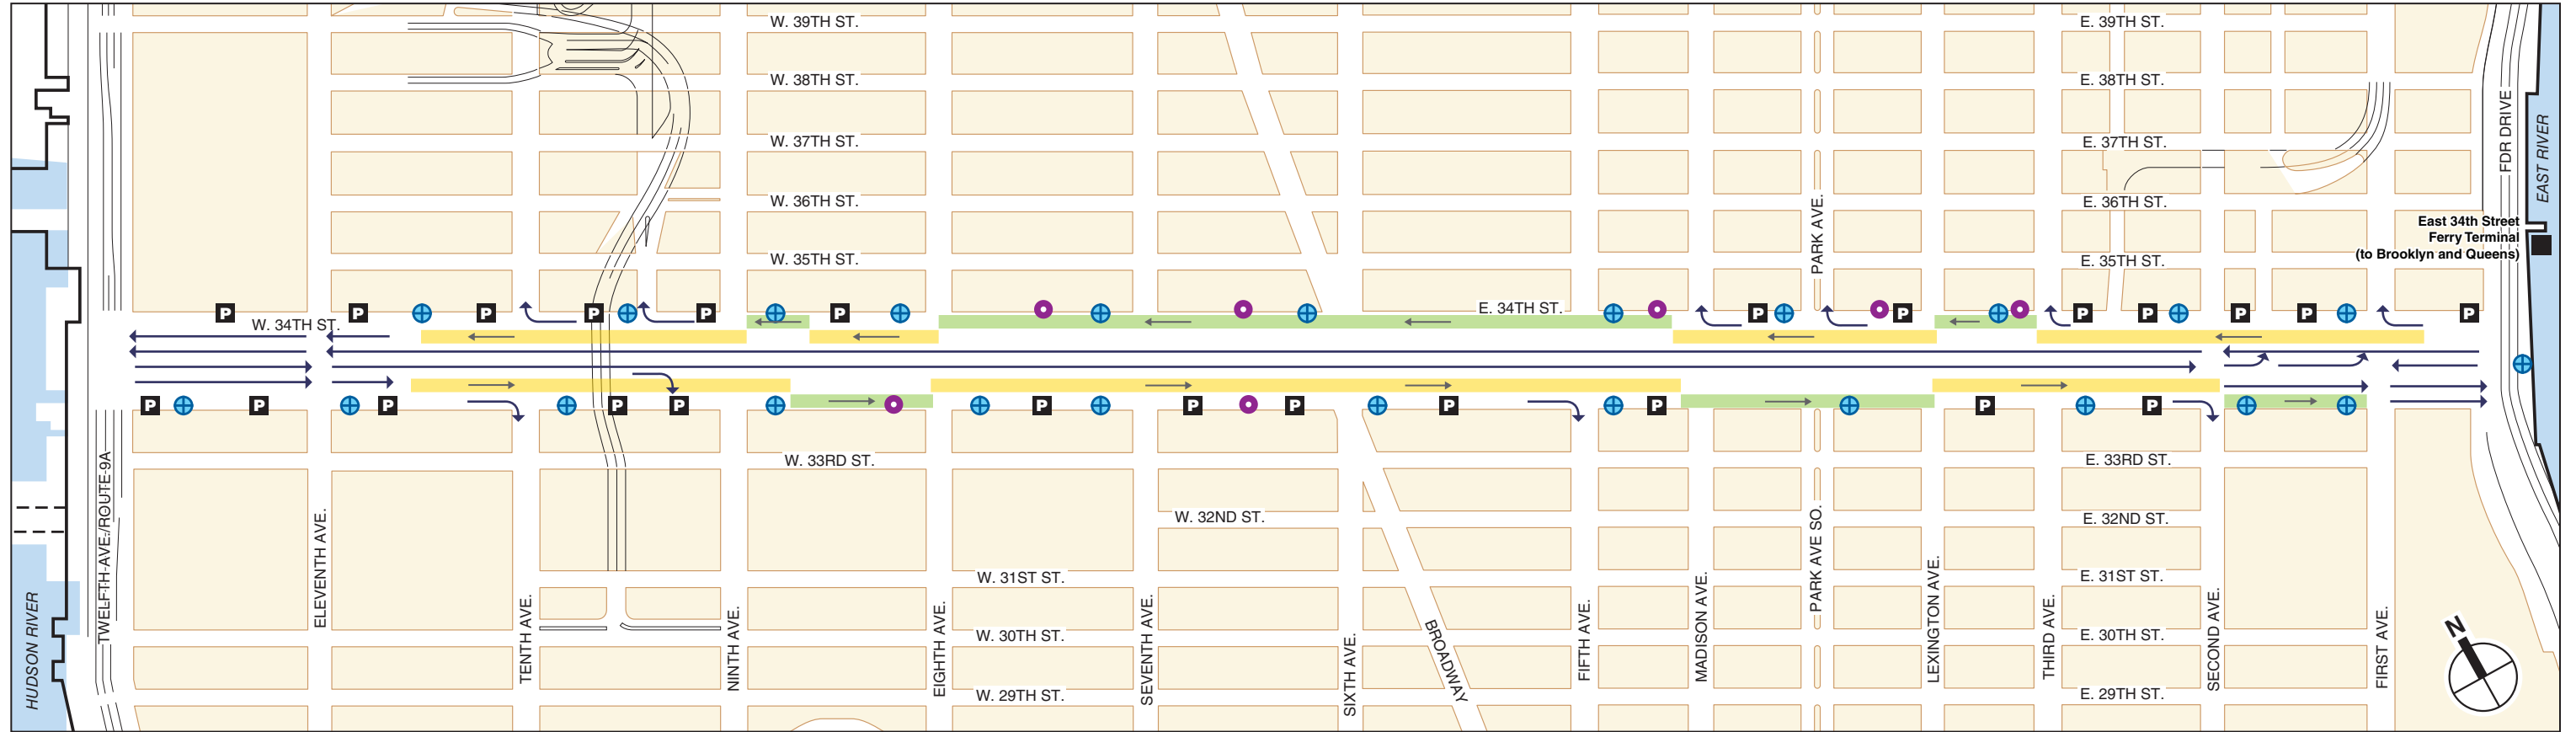 W. 39TH ST.
E. 39TH ST.
W. 38TH ST.
E. 38TH ST.
FDR DRIVE
W. 37TH ST.
E. 37TH ST.
EAST RIVER
W. 36TH ST.
E. 36TH ST.
PARK AVE.
East 34th Street
Ferry Terminal
(to Brooklyn and Queens)
W. 35TH ST.
E. 35TH ST.
E. 34TH ST.
P P P P P P P P P P P P P P
W. 34TH ST.
P P P P P P P P P P P
W. 33RD ST.
E. 33RD ST.
W. 32ND ST.
E. 32ND ST.
W. 31ST ST.
E. 31ST ST.
W. 30TH ST.
E. 30TH ST.
W. 29TH ST.
E. 29TH ST.
HUDSON RIVER
TWELFTH AVE./ROUTE 9A
ELEVENTH AVE.
TENTH AVE.
NINTH AVE.
EIGHTH AVE.
SEVENTH AVE.
SIXTH AVE.
BROADWAY
FIFTH AVE.
MADISON AVE.
PARK AVE SO.
LEXINGTON AVE.
THIRD AVE.
SECOND AVE.
FIRST AVE.
N